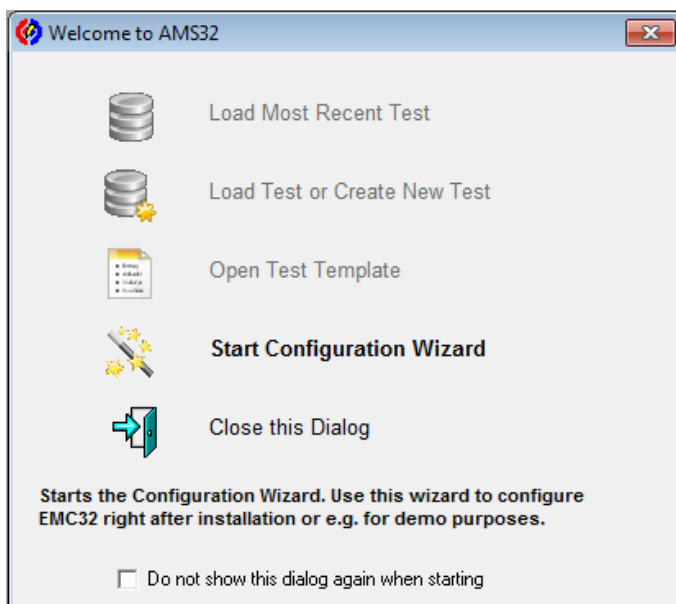 Welcome to AMS32
Load Most Recent Test
Load Test or Create New Test
Open Test Template
Start Configuration Wizard
Close this Dialog
Starts the Configuration Wizard. Use this wizard to configure
EMC32 right after installation or e.g. for demo purposes.
Do not show this dialog again when starting